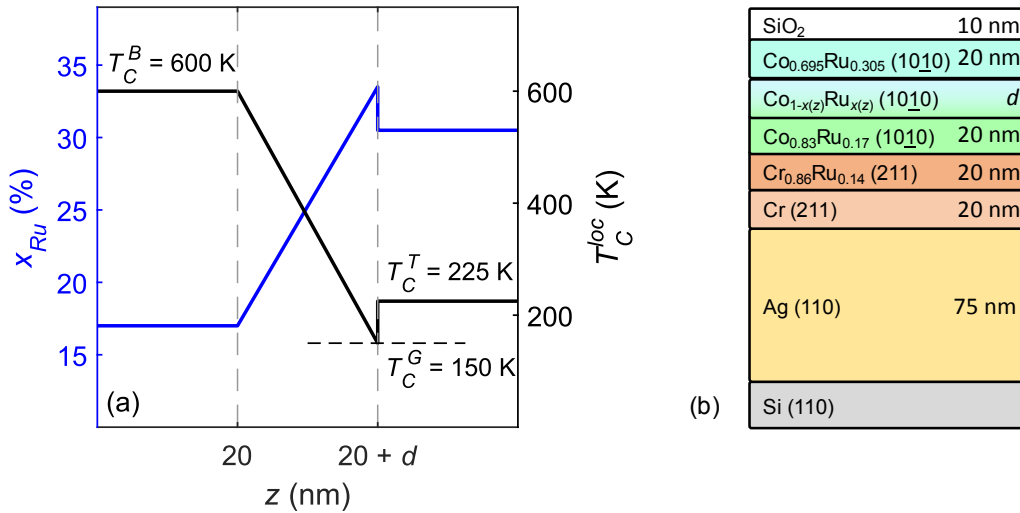 35
30
25
20
15
x_Ru (%)
T_C^B = 600 K
T_C^T = 225 K
T_C^G = 150 K
(a)
600
400
200
T_C^loc (K)
20
20 + d
z (nm)
SiO₂ 10 nm
Co₀.₆₉₅Ru₀.₃₀₅ (101̲0) 20 nm
Co₁₋ₓ₍z₎Ruₓ₍z₎ (101̲0) d
Co₀.₈₃Ru₀.₁₇ (101̲0) 20 nm
Cr₀.₈₆Ru₀.₁₄ (211) 20 nm
Cr (211) 20 nm
Ag (110) 75 nm
Si (110)
(b)